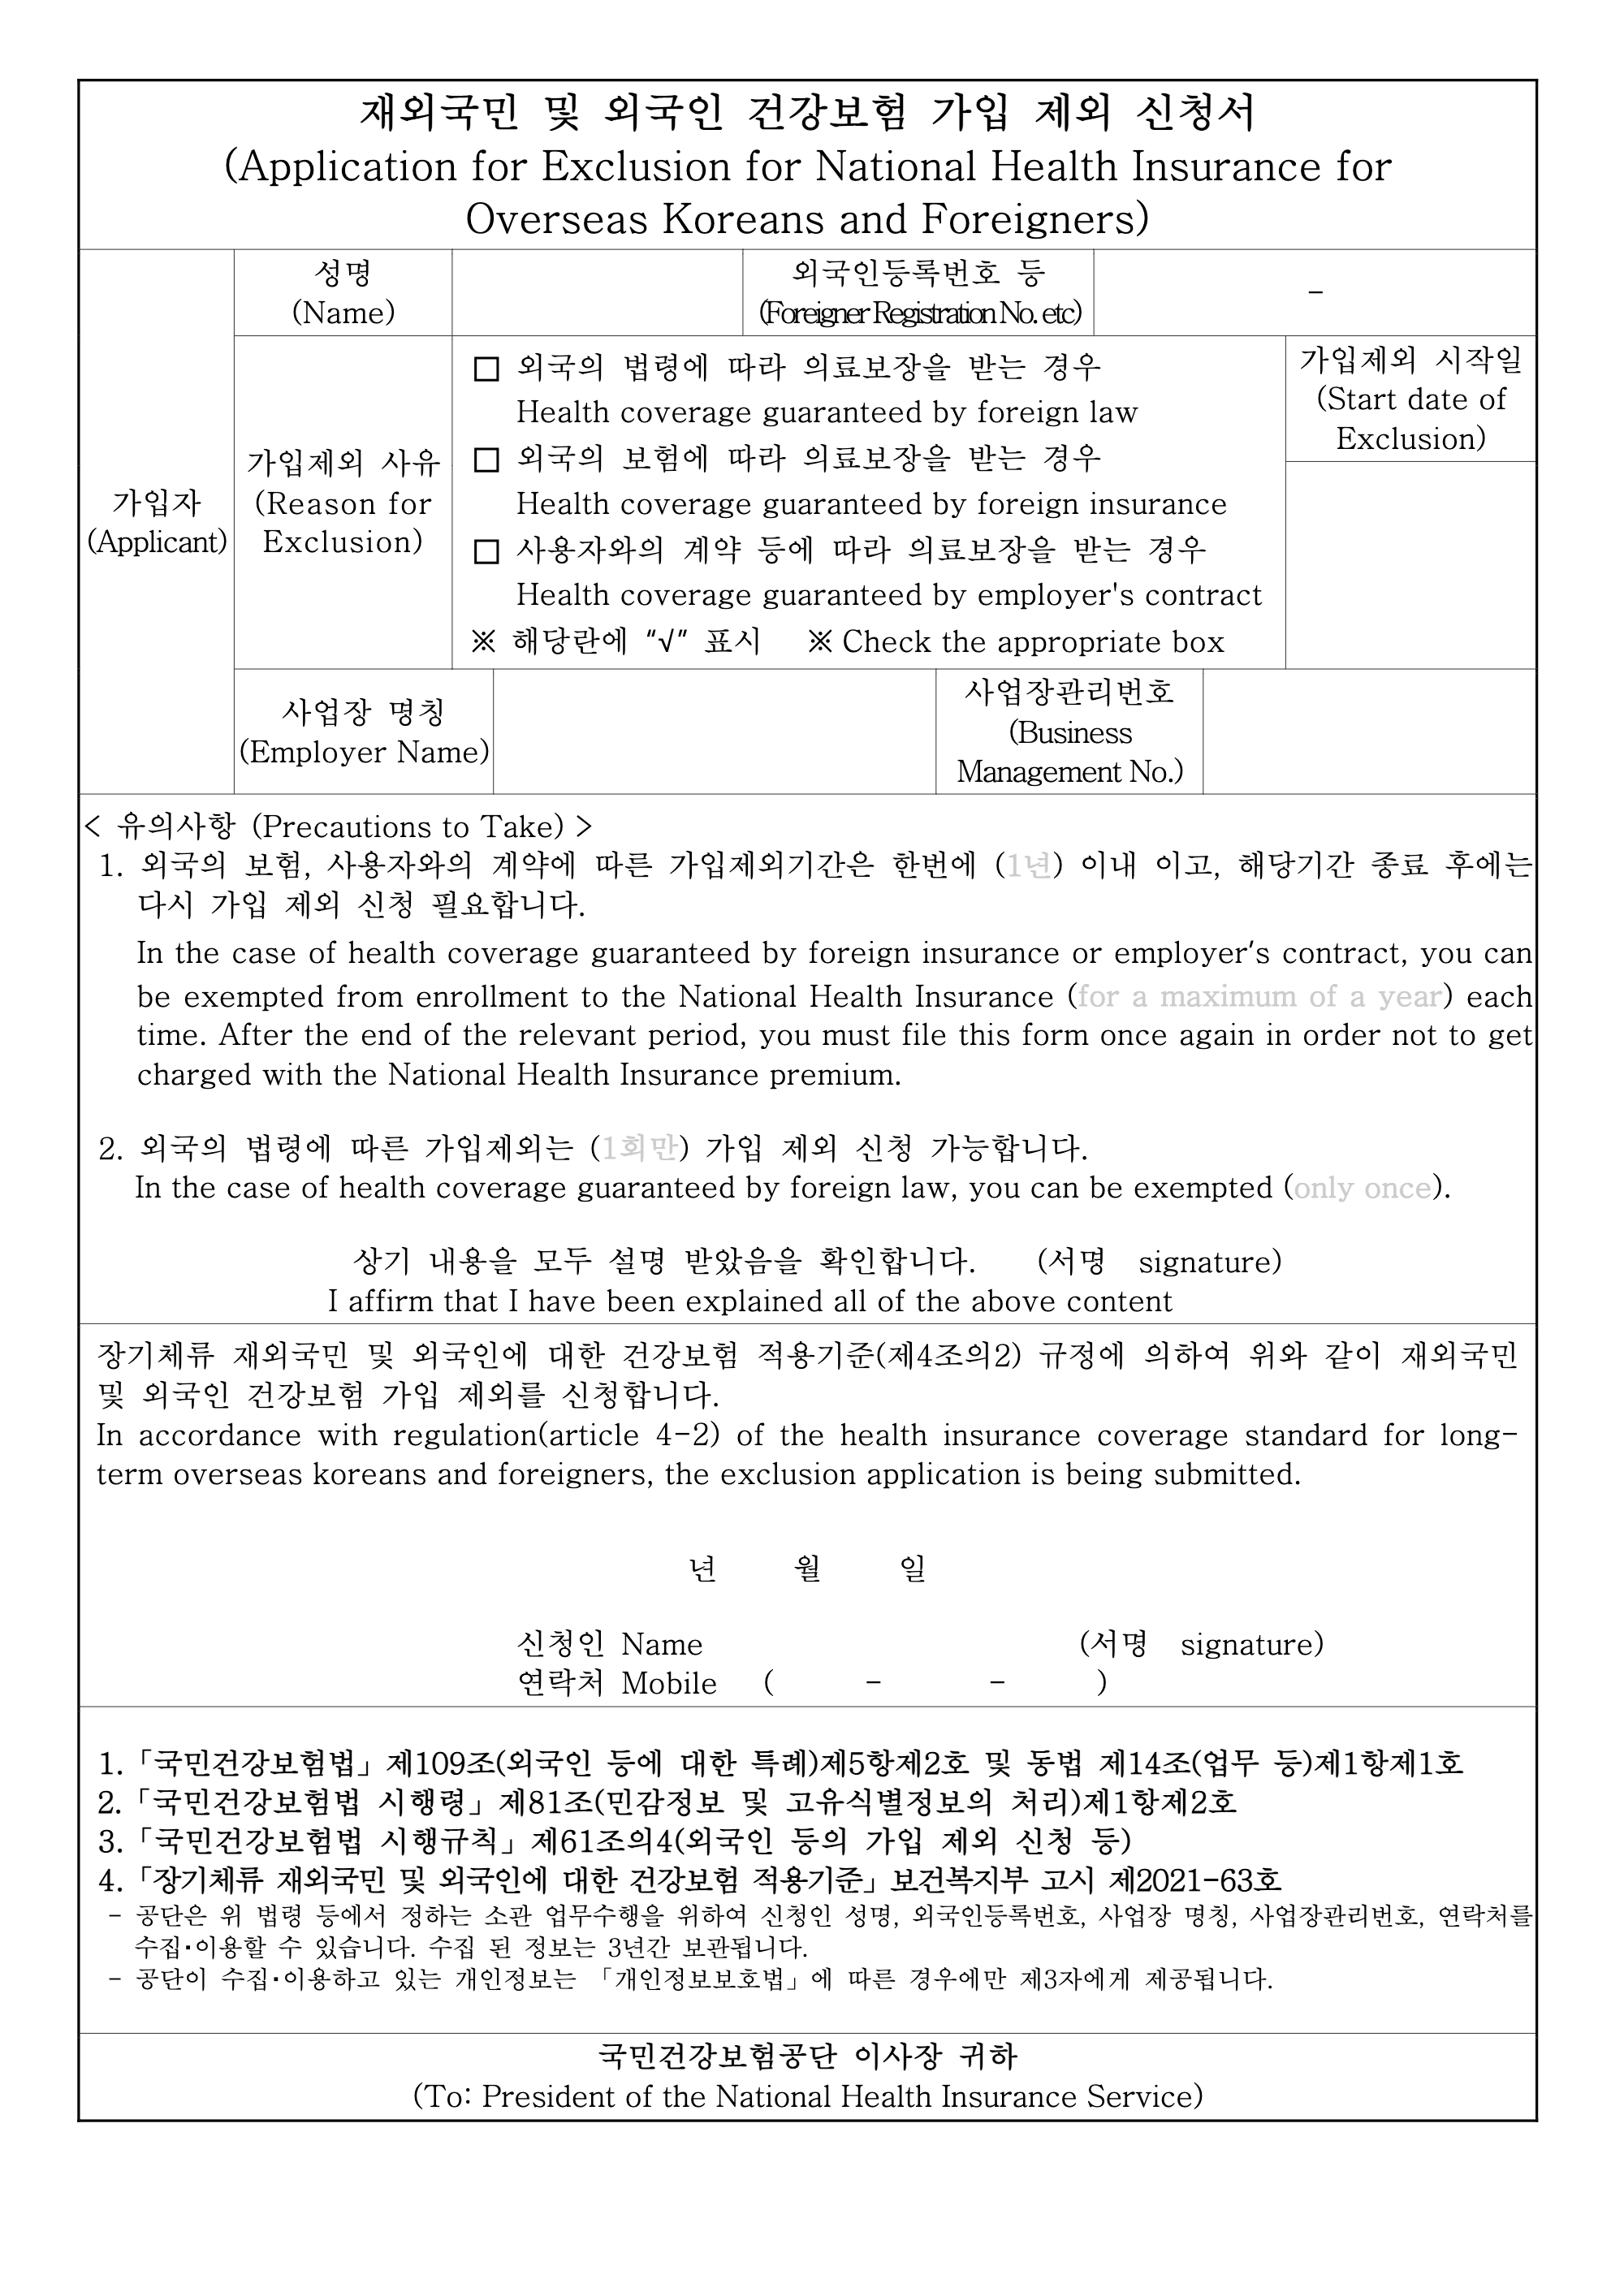 재외국민 및 외국인 건강보험 가입 제외 신청서
(Application for Exclusion for National Health Insurance for
Overseas Koreans and Foreigners)
가입자
(Applicant)
성명
(Name)
외국인등록번호 등
(Foreigner Registration No. etc)
-
가입제외 사유
(Reason for
Exclusion)
□ 외국의 법령에 따라 의료보장을 받는 경우
Health coverage guaranteed by foreign law
□ 외국의 보험에 따라 의료보장을 받는 경우
Health coverage guaranteed by foreign insurance
□ 사용자와의 계약 등에 따라 의료보장을 받는 경우
Health coverage guaranteed by employer's contract
※ 해당란에 “√” 표시 ※ Check the appropriate box
가입제외 시작일
(Start date of
Exclusion)
사업장 명칭
(Employer Name)
사업장관리번호
(Business
Management No.)
< 유의사항 (Precautions to Take) >
1. 외국의 보험, 사용자와의 계약에 따른 가입제외기간은 한번에 (1년) 이내 이고, 해당기간 종료 후에는
다시 가입 제외 신청 필요합니다.
In the case of health coverage guaranteed by foreign insurance or employer's contract, you can
be exempted from enrollment to the National Health Insurance (for a maximum of a year) each
time. After the end of the relevant period, you must file this form once again in order not to get
charged with the National Health Insurance premium.
2. 외국의 법령에 따른 가입제외는 (1회만) 가입 제외 신청 가능합니다.
In the case of health coverage guaranteed by foreign law, you can be exempted (only once).
상기 내용을 모두 설명 받았음을 확인합니다. (서명 signature)
I affirm that I have been explained all of the above content
장기체류 재외국민 및 외국인에 대한 건강보험 적용기준(제4조의2) 규정에 의하여 위와 같이 재외국민
및 외국인 건강보험 가입 제외를 신청합니다.
In accordance with regulation(article 4-2) of the health insurance coverage standard for long-
term overseas koreans and foreigners, the exclusion application is being submitted.
년 월 일
신청인 Name (서명 signature)
연락처 Mobile ( - - )
1.「국민건강보험법」제109조(외국인 등에 대한 특례)제5항제2호 및 동법 제14조(업무 등)제1항제1호
2.「국민건강보험법 시행령」제81조(민감정보 및 고유식별정보의 처리)제1항제2호
3.「국민건강보험법 시행규칙」제61조의4(외국인 등의 가입 제외 신청 등)
4.「장기체류 재외국민 및 외국인에 대한 건강보험 적용기준」보건복지부 고시 제2021-63호
- 공단은 위 법령 등에서 정하는 소관 업무수행을 위하여 신청인 성명, 외국인등록번호, 사업장 명칭, 사업장관리번호, 연락처를
수집·이용할 수 있습니다. 수집 된 정보는 3년간 보관됩니다.
- 공단이 수집·이용하고 있는 개인정보는 「개인정보보호법」에 따른 경우에만 제3자에게 제공됩니다.
국민건강보험공단 이사장 귀하
(To: President of the National Health Insurance Service)